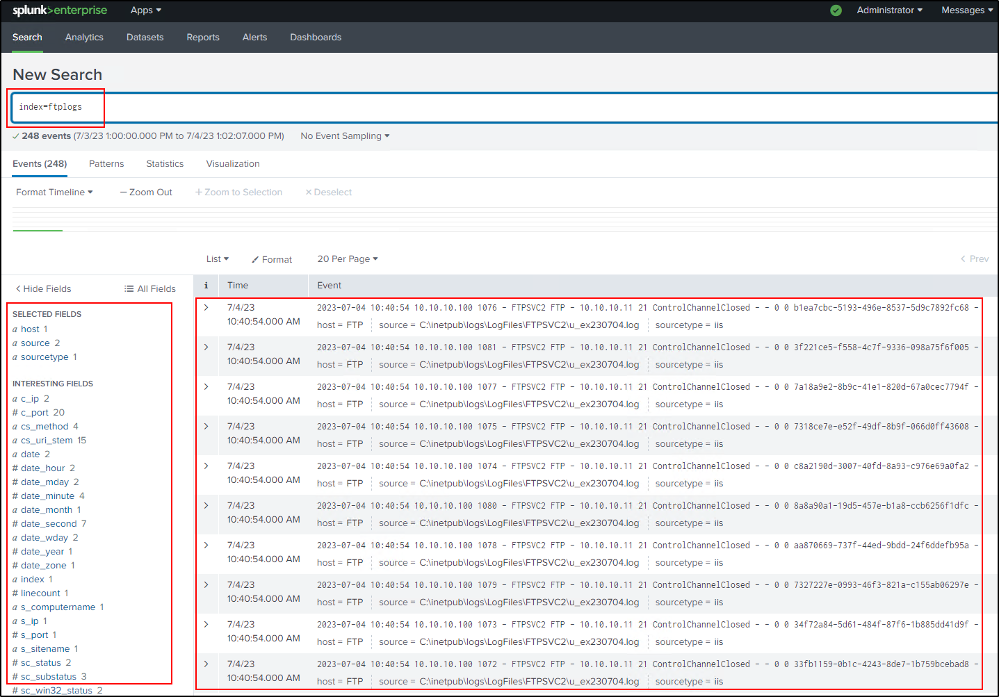 splunk>enterprise Apps Administrator Messages
Search Analytics Datasets Reports Alerts Dashboards
New Search
index=ftplogs
248 events (7/3/23 1:00:00.000 PM to 7/4/23 1:02:07.000 PM) No Event Sampling
Events (248) Patterns Statistics Visualization
Format Timeline — Zoom Out + Zoom to Selection × Deselect
List Format 20 Per Page < Prev
< Hide Fields All Fields
SELECTED FIELDS
a host 1
a source 2
a sourcetype 1
INTERESTING FIELDS
a c_ip 2
# c_port 20
a cs_method 4
a cs_uri_stem 15
a date 2
# date_hour 2
# date_mday 2
# date_minute 4
a date_month 1
# date_second 7
a date_wday 2
# date_year 1
# date_zone 1
a index 1
# linecount 1
a s_computername 1
a s_ip 1
# s_port 1
a s_sitename 1
# sc_status 2
# sc_substatus 3
# sc_win32_status 2
i Time Event
> 7/4/23 2023-07-04 10:40:54 10.10.10.100 1076 - FTPSVC2 FTP - 10.10.10.11 21 ControlChannelClosed - - 0 0 b1ea7cbc-5193-496e-8537-5d9c7892fc68 -
10:40:54.000 AM host = FTP source = C:\inetpub\logs\LogFiles\FTPSVC2\u_ex230704.log sourcetype = iis
> 7/4/23 2023-07-04 10:40:54 10.10.10.100 1081 - FTPSVC2 FTP - 10.10.10.11 21 ControlChannelClosed - - 0 0 3f221ce5-f558-4c7f-9336-098a75f6f005 -
10:40:54.000 AM host = FTP source = C:\inetpub\logs\LogFiles\FTPSVC2\u_ex230704.log sourcetype = iis
> 7/4/23 2023-07-04 10:40:54 10.10.10.100 1077 - FTPSVC2 FTP - 10.10.10.11 21 ControlChannelClosed - - 0 0 7a18a9e2-8b9c-41e1-820d-67a0cec7794f -
10:40:54.000 AM host = FTP source = C:\inetpub\logs\LogFiles\FTPSVC2\u_ex230704.log sourcetype = iis
> 7/4/23 2023-07-04 10:40:54 10.10.10.100 1075 - FTPSVC2 FTP - 10.10.10.11 21 ControlChannelClosed - - 0 0 7318ce7e-e52f-49df-8b9f-066d0ff43608 -
10:40:54.000 AM host = FTP source = C:\inetpub\logs\LogFiles\FTPSVC2\u_ex230704.log sourcetype = iis
> 7/4/23 2023-07-04 10:40:54 10.10.10.100 1074 - FTPSVC2 FTP - 10.10.10.11 21 ControlChannelClosed - - 0 0 c8a2190d-3007-40fd-8a93-c976e69a0fa2 -
10:40:54.000 AM host = FTP source = C:\inetpub\logs\LogFiles\FTPSVC2\u_ex230704.log sourcetype = iis
> 7/4/23 2023-07-04 10:40:54 10.10.10.100 1080 - FTPSVC2 FTP - 10.10.10.11 21 ControlChannelClosed - - 0 0 8a8a90a1-19d5-457e-b1a8-ccb6256f1dfc -
10:40:54.000 AM host = FTP source = C:\inetpub\logs\LogFiles\FTPSVC2\u_ex230704.log sourcetype = iis
> 7/4/23 2023-07-04 10:40:54 10.10.10.100 1078 - FTPSVC2 FTP - 10.10.10.11 21 ControlChannelClosed - - 0 0 aa870669-737f-44ed-9bdd-24f6ddefb95a -
10:40:54.000 AM host = FTP source = C:\inetpub\logs\LogFiles\FTPSVC2\u_ex230704.log sourcetype = iis
> 7/4/23 2023-07-04 10:40:54 10.10.10.100 1079 - FTPSVC2 FTP - 10.10.10.11 21 ControlChannelClosed - - 0 0 7327227e-0993-46f3-821a-c155ab06297e -
10:40:54.000 AM host = FTP source = C:\inetpub\logs\LogFiles\FTPSVC2\u_ex230704.log sourcetype = iis
> 7/4/23 2023-07-04 10:40:54 10.10.10.100 1073 - FTPSVC2 FTP - 10.10.10.11 21 ControlChannelClosed - - 0 0 34f72a84-5d61-484f-87f6-1b885dd41d9f -
10:40:54.000 AM host = FTP source = C:\inetpub\logs\LogFiles\FTPSVC2\u_ex230704.log sourcetype = iis
> 7/4/23 2023-07-04 10:40:54 10.10.10.100 1072 - FTPSVC2 FTP - 10.10.10.11 21 ControlChannelClosed - - 0 0 33fb1159-0b1c-4243-8de7-1b759bcebad8 -
10:40:54.000 AM host = FTP source = C:\inetpub\logs\LogFiles\FTPSVC2\u_ex230704.log sourcetype = iis